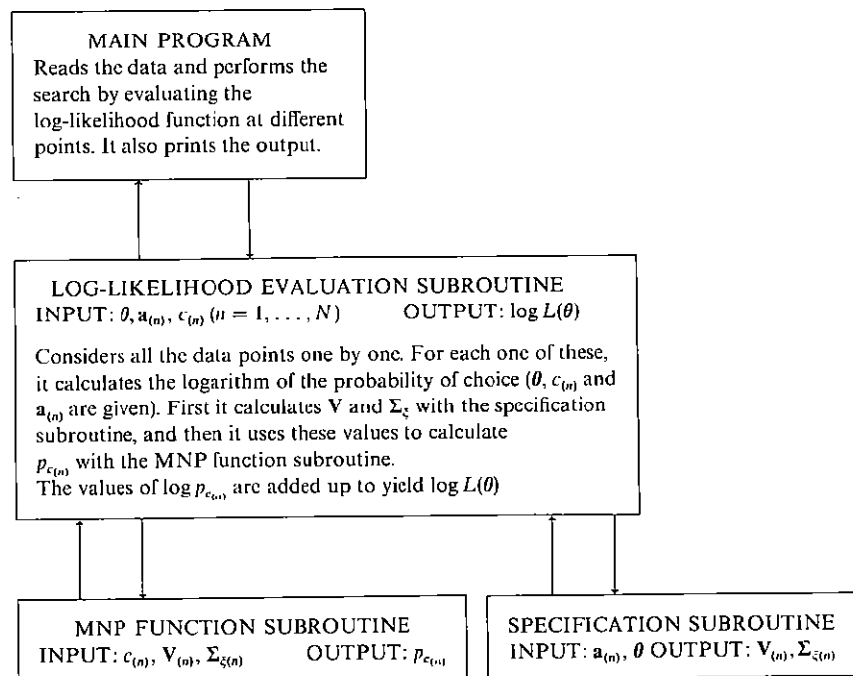 MAIN PROGRAM
Reads the data and performs the
search by evaluating the
log-likelihood function at different
points. It also prints the output.
LOG-LIKELIHOOD EVALUATION SUBROUTINE
INPUT: θ, a(n), c(n) (n = 1, . . . , N) OUTPUT: log L(θ)
Considers all the data points one by one. For each one of these,
it calculates the logarithm of the probability of choice (θ, c(n) and
a(n) are given). First it calculates V and Σξ with the specification
subroutine, and then it uses these values to calculate
pc(n) with the MNP function subroutine.
The values of log pc(n) are added up to yield log L(θ)
MNP FUNCTION SUBROUTINE
INPUT: c(n), V(n), Σξ(n) OUTPUT: pc(n)
SPECIFICATION SUBROUTINE
INPUT: a(n), θ OUTPUT: V(n), Σξ(n)